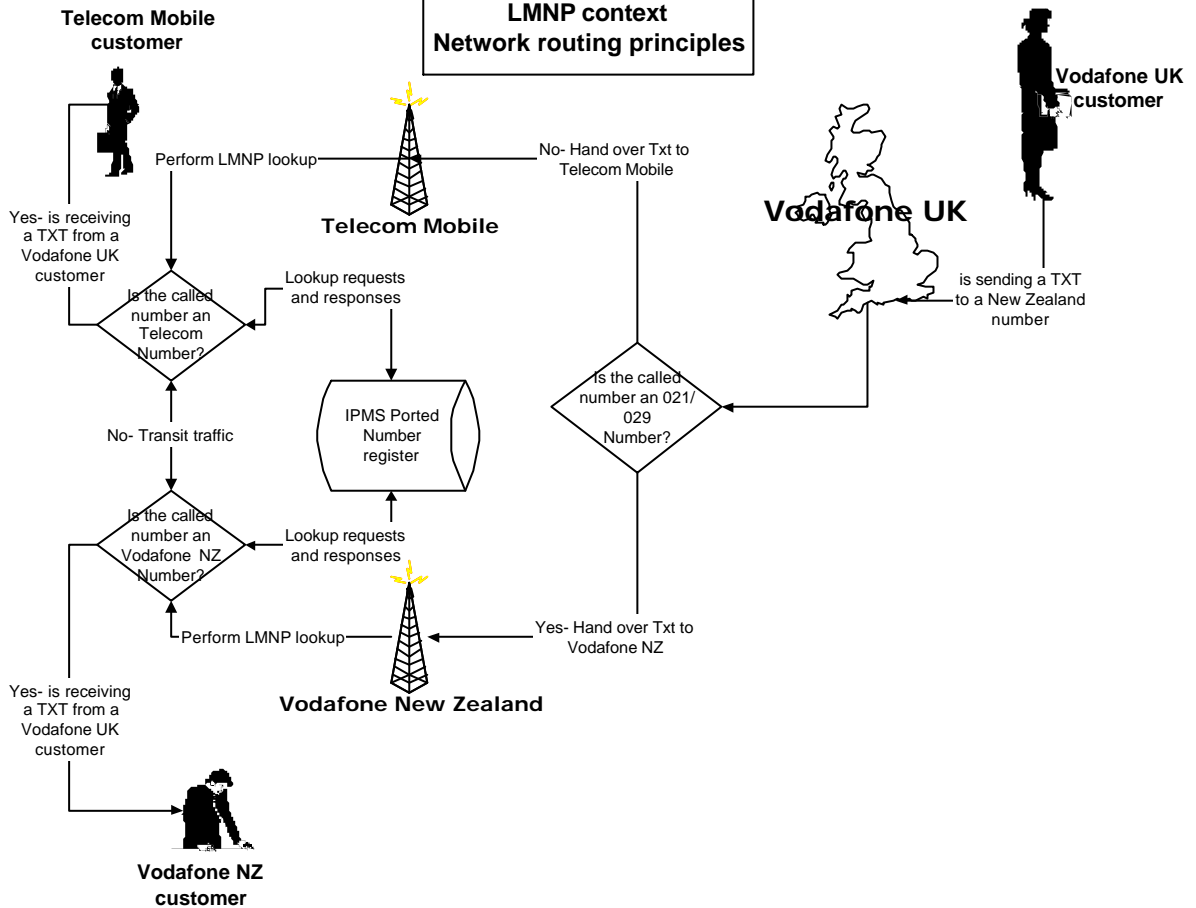 LMNP context
Network routing principles
Telecom Mobile
customer
Vodafone UK
customer
Perform LMNP lookup
No- Hand over Txt to
Telecom Mobile
Telecom Mobile
Vodafone UK
Yes- is receiving
a TXT from a
Vodafone UK
customer
Lookup requests
and responses
is sending a TXT
to a New Zealand
number
Is the called
number an
Telecom
Number?
Is the called
number an 021/
029
Number?
IPMS Ported
Number
register
No- Transit traffic
Is the called
number an
Vodafone NZ
Number?
Lookup requests
and responses
Perform LMNP lookup
Yes- Hand over Txt to
Vodafone NZ
Vodafone New Zealand
Yes- is receiving
a TXT from a
Vodafone UK
customer
Vodafone NZ
customer